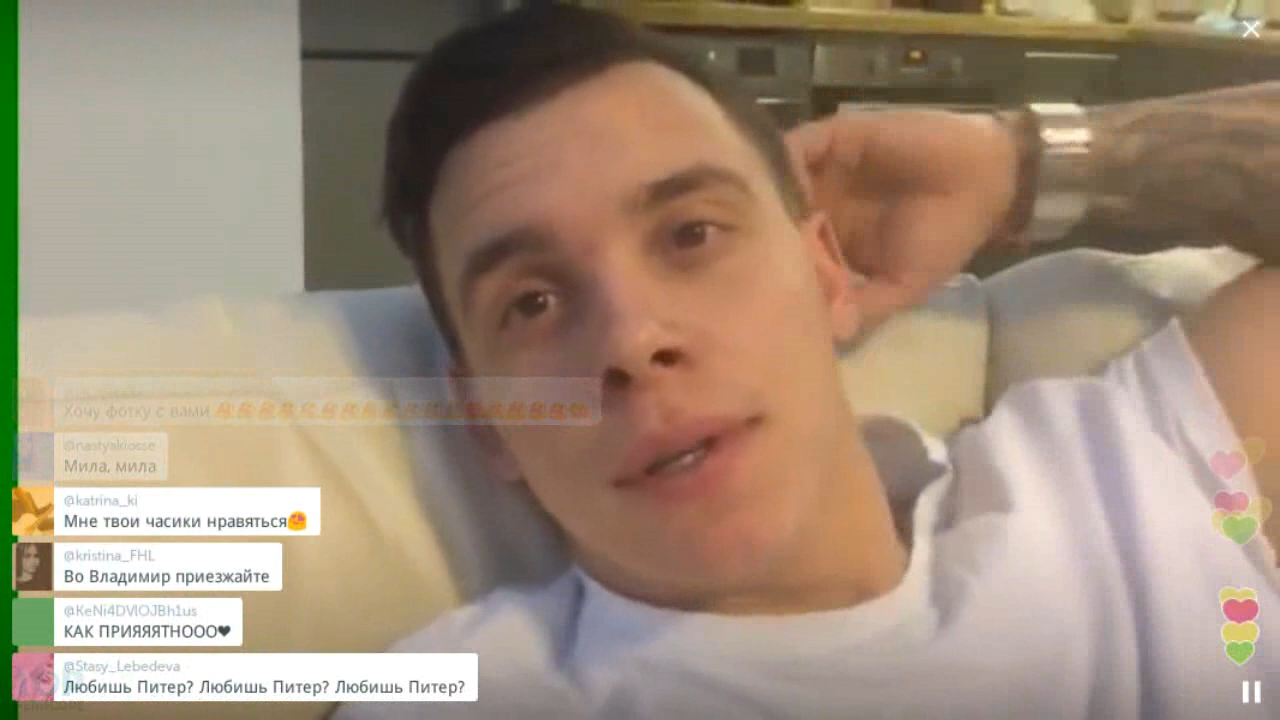 Хочу фотку с вами
@nastyakiosse
Мила, мила
@katrina_ki
Мне твои часики нравяться😍
@kristina_FHL
Во Владимир приезжайте
@KeNi4DVlOJBh1us
КАК ПРИЯЯЯТНООО❤
@Stasy_Lebedeva
Любишь Питер? Любишь Питер? Любишь Питер?